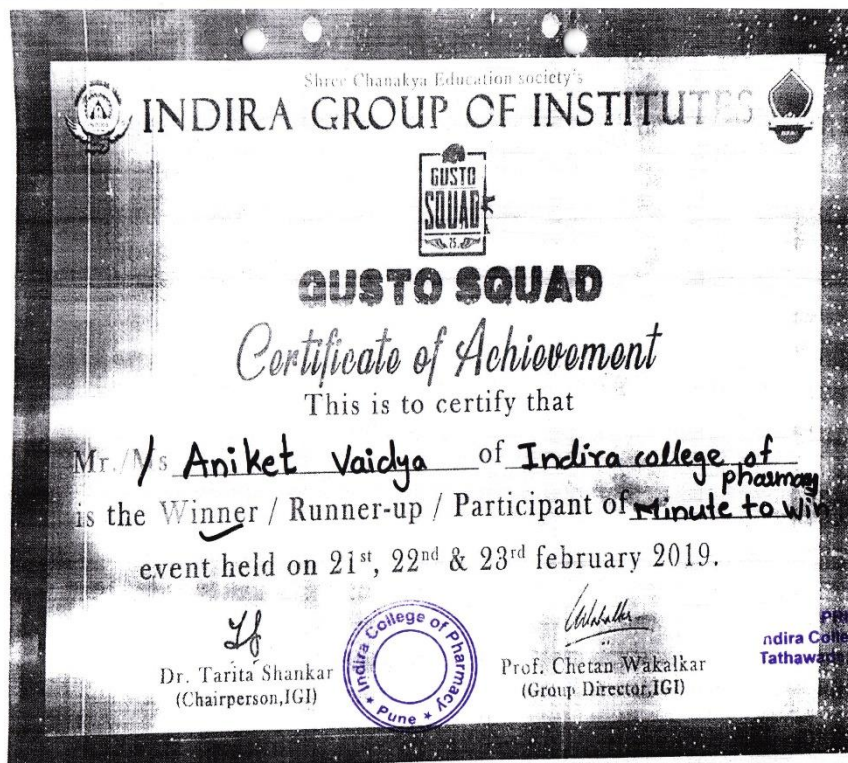 Shree Chanakya Education society's
INDIRA GROUP OF INSTITUTES
GUSTO
SQUAD
25
GUSTO SQUAD
Certificate of Achievement
This is to certify that
Mr./Ms Aniket Vaidya of Indira college of
pharmacy
is the Winner / Runner-up / Participant of Minute to Win
event held on 21st, 22nd & 23rd february 2019.
Dr. Tarita Shankar
(Chairperson,IGI)
Indira College of Pharmacy
Pune
Prof. Chetan Wakalkar
(Group Director,IGI)
ndira Colle